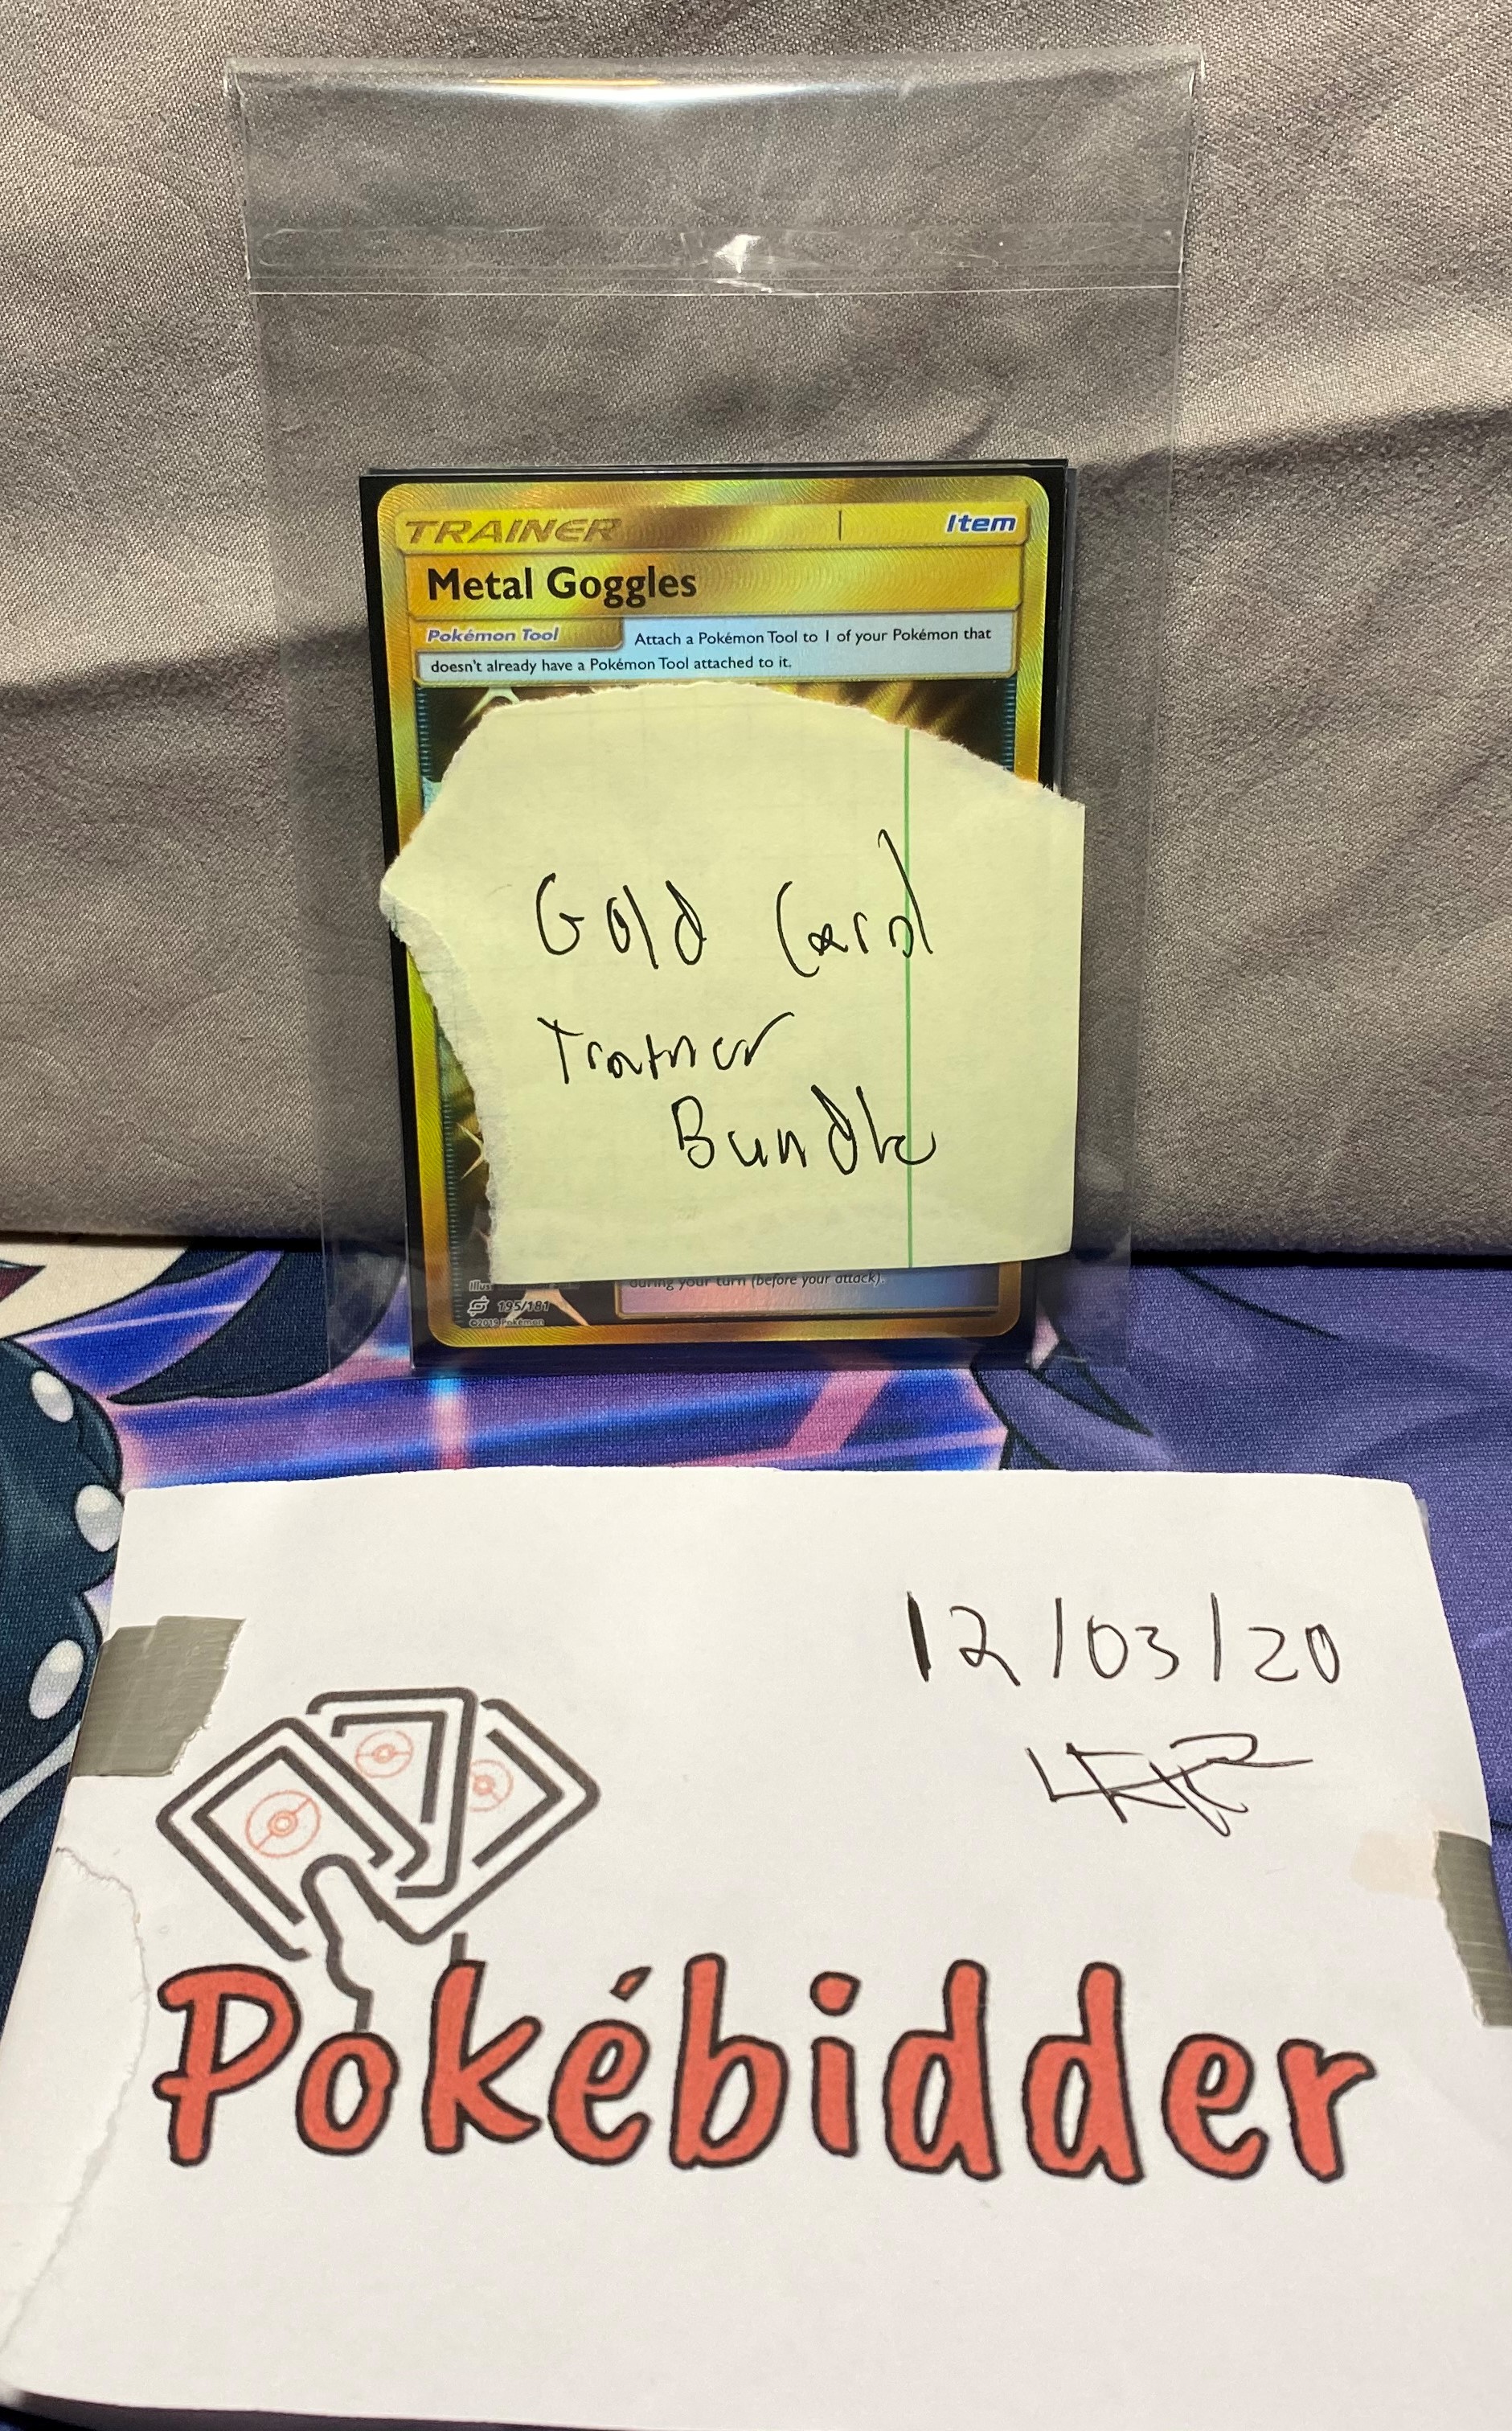 TRAINER Item
Metal Goggles
Pokémon Tool Attach a Pokémon Tool to 1 of your Pokémon that
doesn't already have a Pokémon Tool attached to it.
Gold Card
Trainer
Bundle
during your turn (before your attack).
Illus
195/181
©2019 Pokémon
12/03/20
Pokébidder